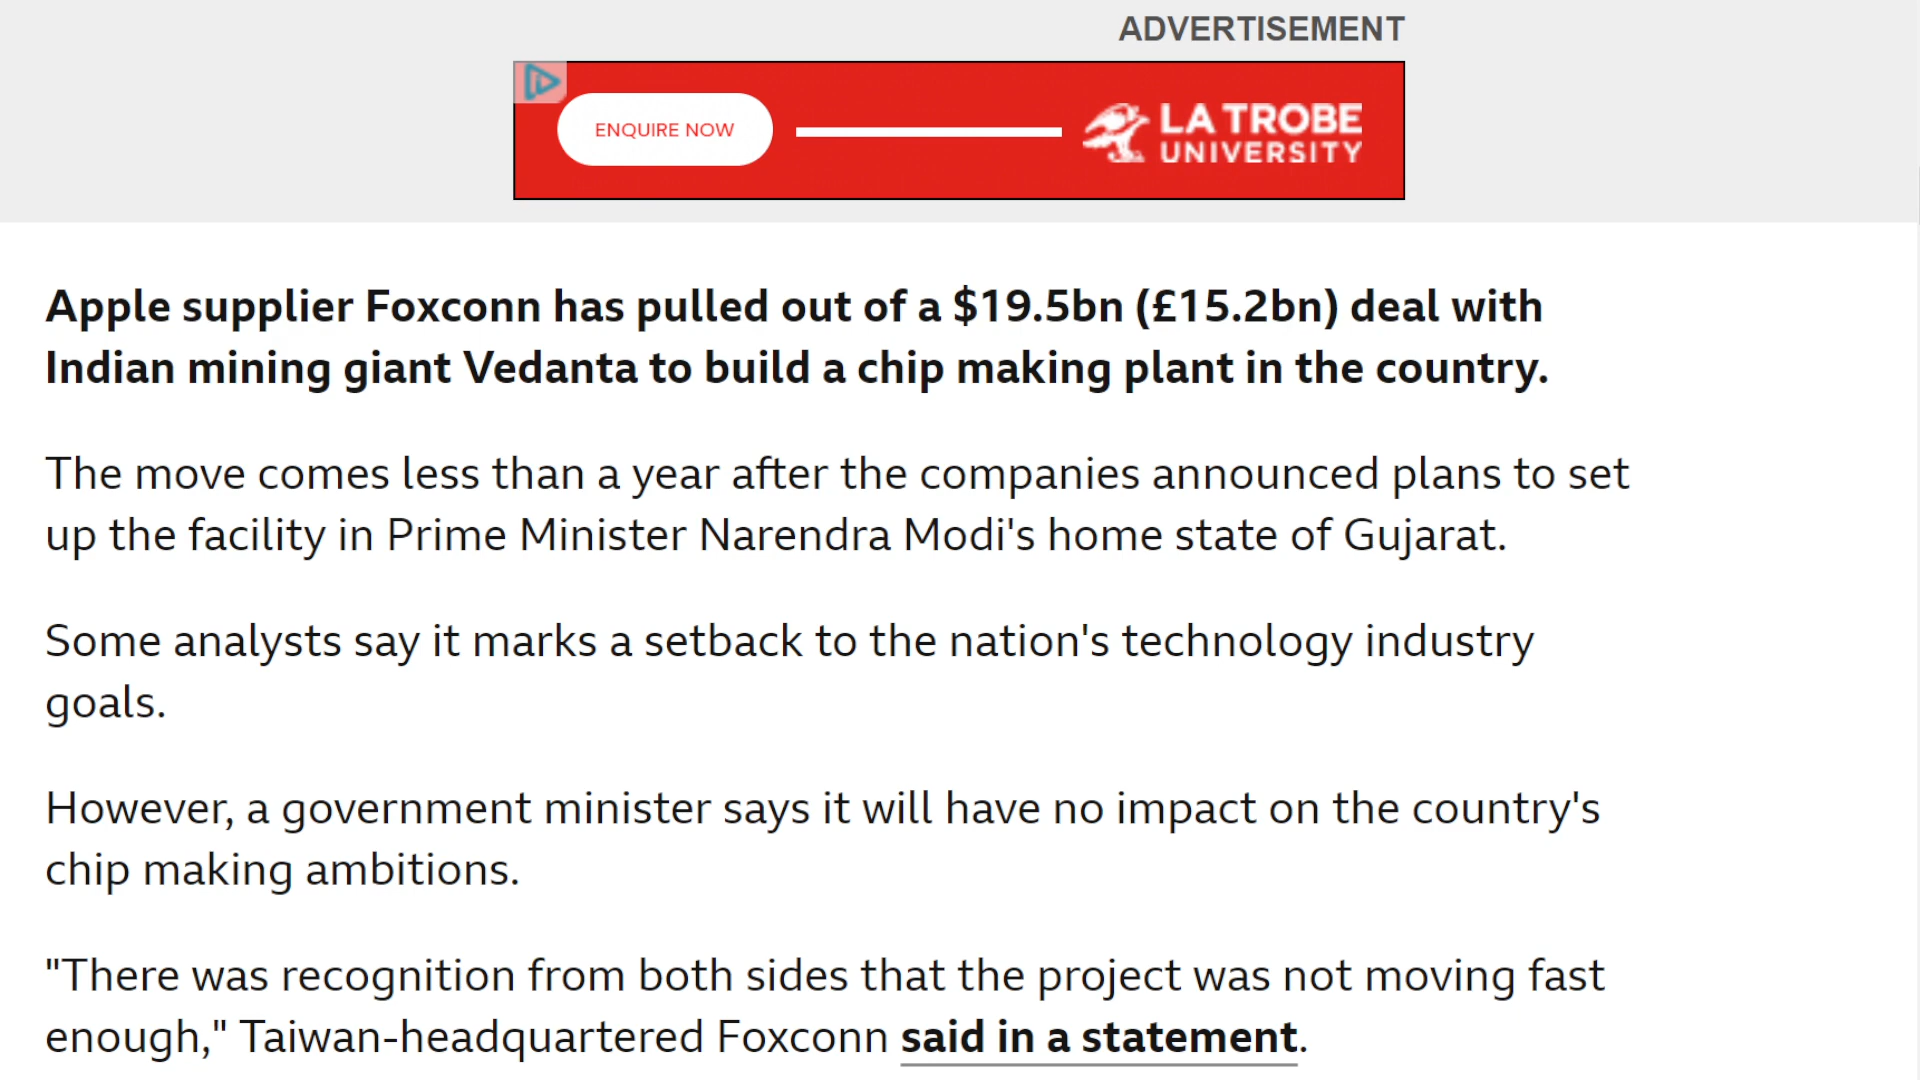 ADVERTISEMENT
ENQUIRE NOW
LA TROBE
UNIVERSITY
Apple supplier Foxconn has pulled out of a $19.5bn (£15.2bn) deal with
Indian mining giant Vedanta to build a chip making plant in the country.
The move comes less than a year after the companies announced plans to set
up the facility in Prime Minister Narendra Modi's home state of Gujarat.
Some analysts say it marks a setback to the nation's technology industry
goals.
However, a government minister says it will have no impact on the country's
chip making ambitions.
"There was recognition from both sides that the project was not moving fast
enough," Taiwan-headquartered Foxconn said in a statement.